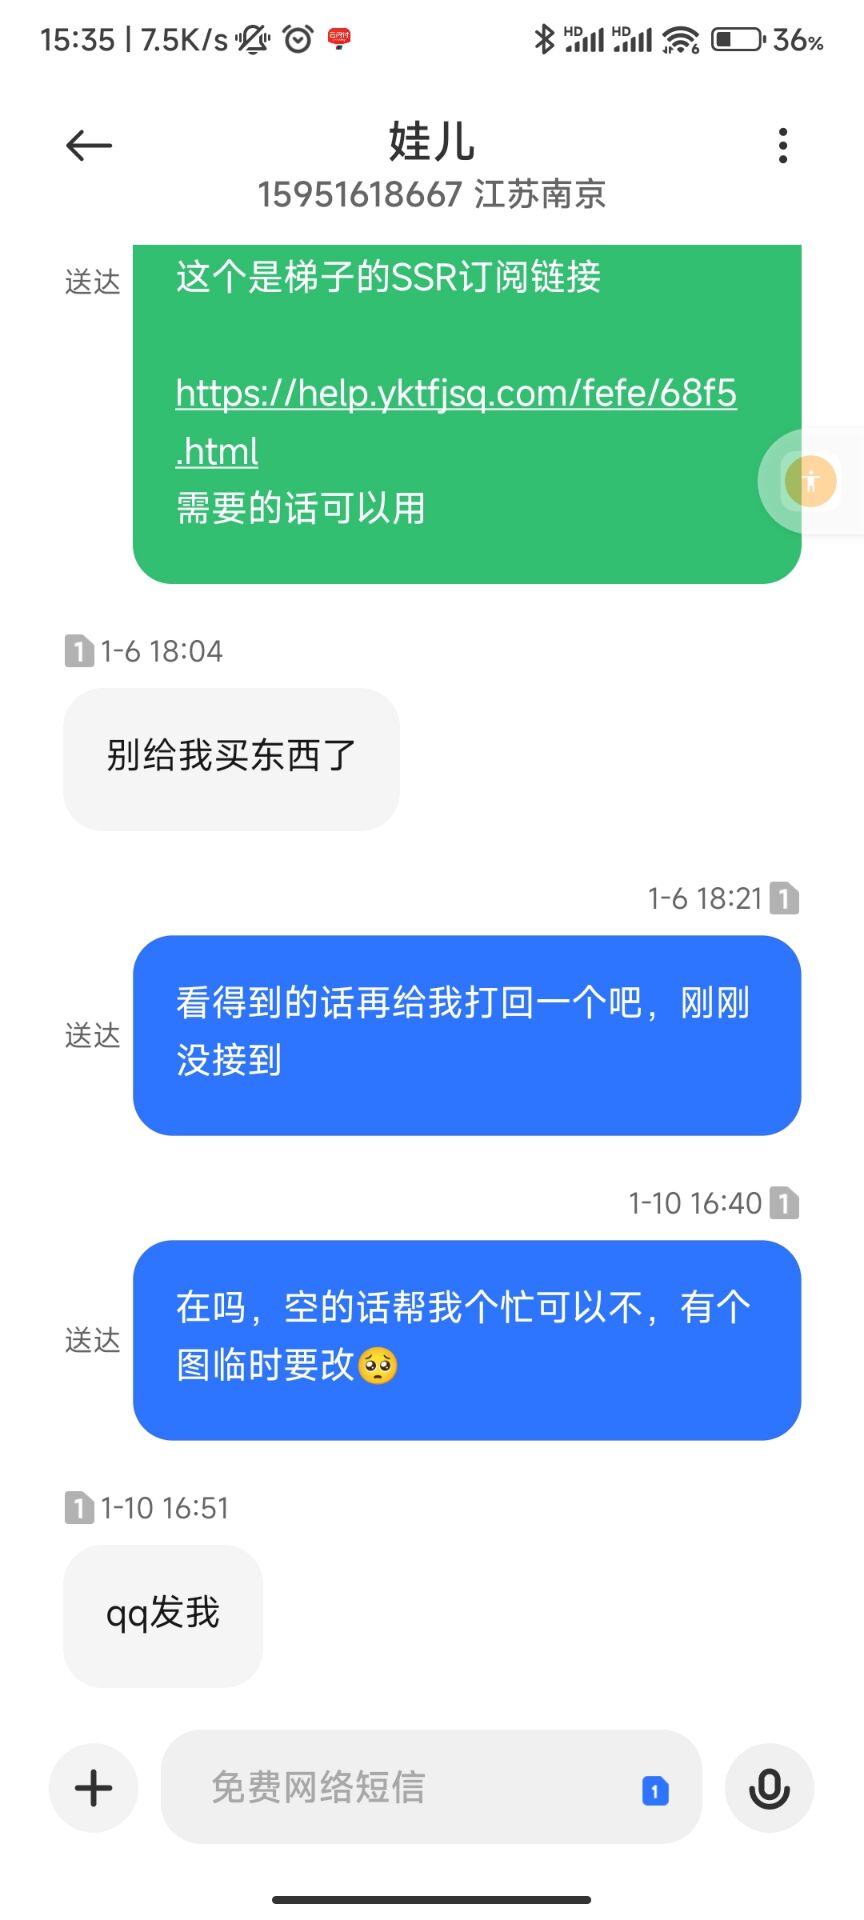 15:35 | 7.5K/s
HD HD 6 36%
娃儿
15951618667 江苏南京
送达
这个是梯子的SSR订阅链接
https://help.yktfjsq.com/fefe/68f5
.html
需要的话可以用
1 1-6 18:04
别给我买东西了
1-6 18:21 1
送达
看得到的话再给我打回一个吧，刚刚
没接到
1-10 16:40 1
送达
在吗，空的话帮我个忙可以不，有个
图临时要改🥺
1 1-10 16:51
qq发我
免费网络短信 1